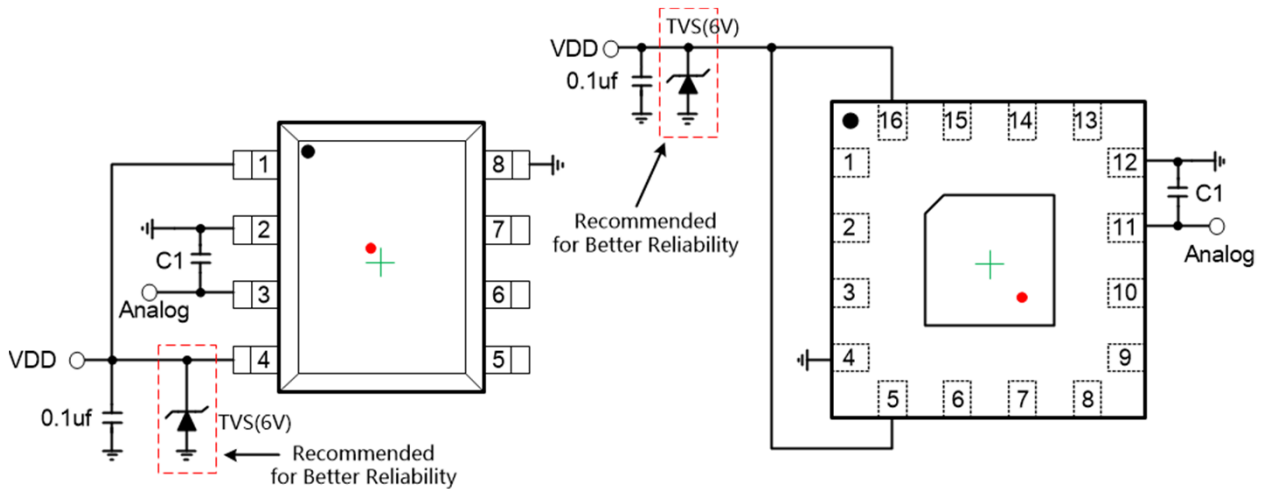 1
2
3
4
8
7
6
5
C1
Analog
VDD
0.1uf
TVS(6V)
Recommended
for Better Reliability
VDD
0.1uf
TVS(6V)
Recommended
for Better Reliability
16
15
14
13
1
2
3
4
12
11
10
9
5
6
7
8
C1
Analog